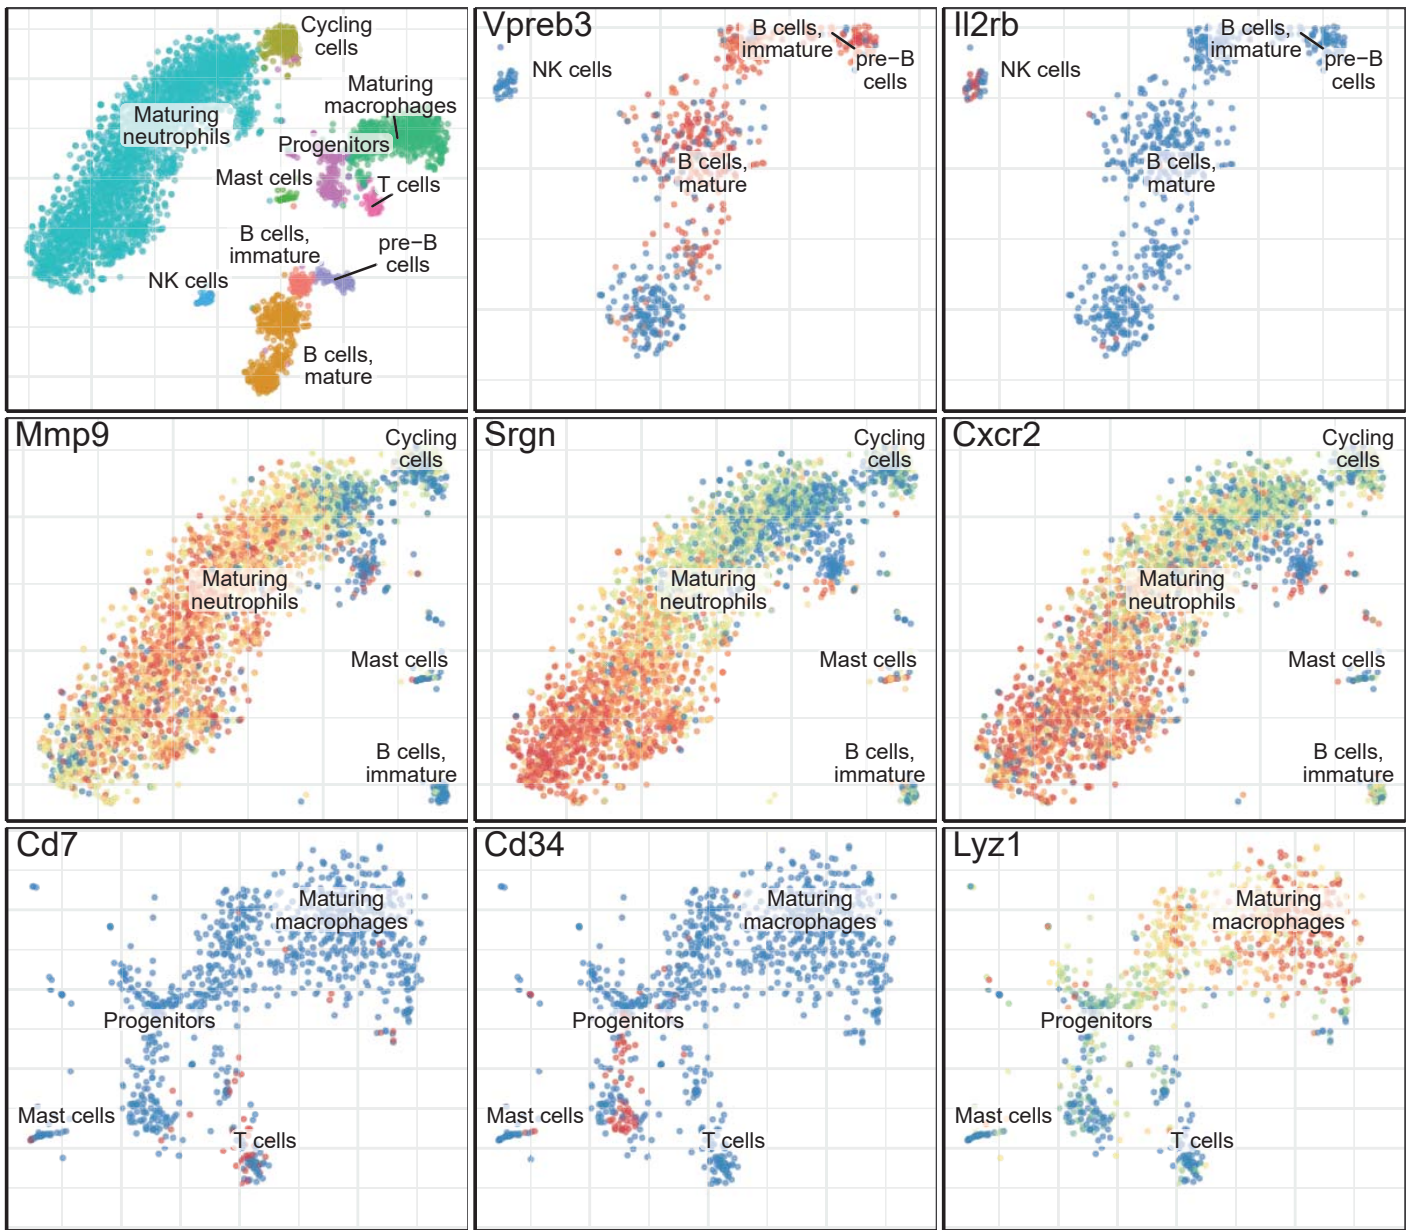 Cycling
cells
Maturing
macrophages
Maturing
neutrophils
Progenitors
Mast cells
T cells
B cells,
immature
pre−B
cells
NK cells
B cells,
mature
Vpreb3
B cells,
immature
pre−B
cells
NK cells
B cells,
mature
Il2rb
B cells,
immature
pre−B
cells
NK cells
B cells,
mature
Mmp9
Cycling
cells
Maturing
neutrophils
Mast cells
B cells,
immature
Srgn
Cycling
cells
Maturing
neutrophils
Mast cells
B cells,
immature
Cxcr2
Cycling
cells
Maturing
neutrophils
Mast cells
B cells,
immature
Cd7
Maturing
macrophages
Progenitors
Mast cells
T cells
Cd34
Maturing
macrophages
Progenitors
Mast cells
T cells
Lyz1
Maturing
macrophages
Progenitors
Mast cells
T cells